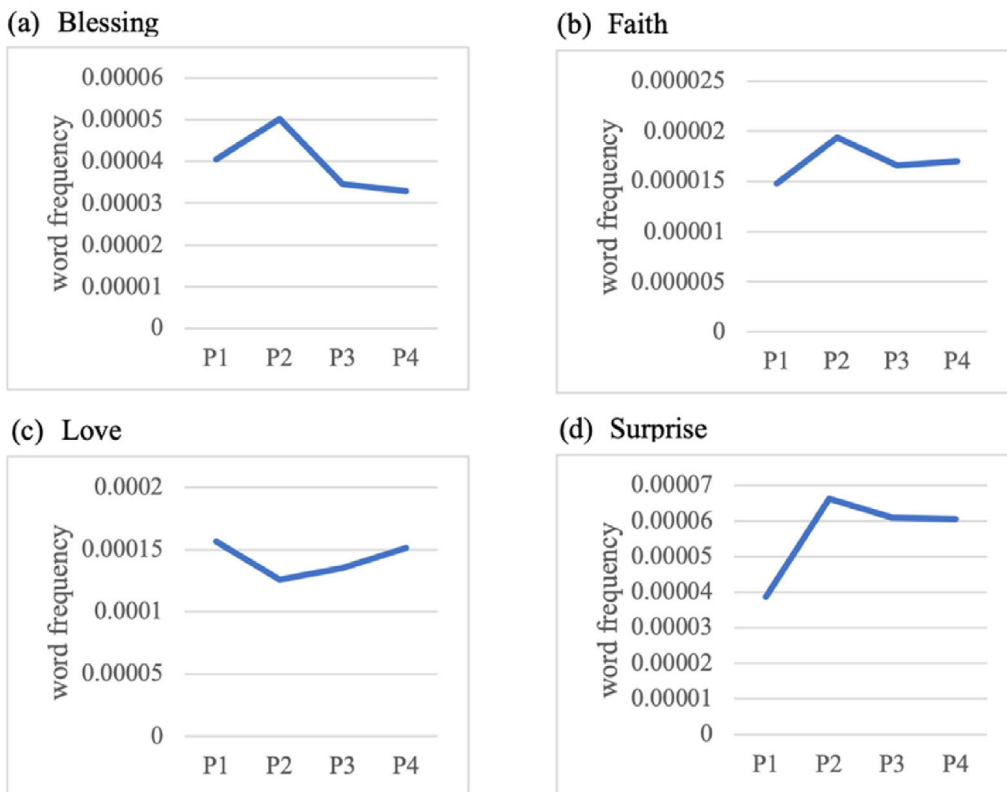 (a) Blessing
word frequency
0.00006
0.00005
0.00004
0.00003
0.00002
0.00001
0
P1 P2 P3 P4
(b) Faith
word frequency
0.000025
0.00002
0.000015
0.00001
0.000005
0
P1 P2 P3 P4
(c) Love
word frequency
0.0002
0.00015
0.0001
0.00005
0
P1 P2 P3 P4
(d) Surprise
word frequency
0.00007
0.00006
0.00005
0.00004
0.00003
0.00002
0.00001
0
P1 P2 P3 P4